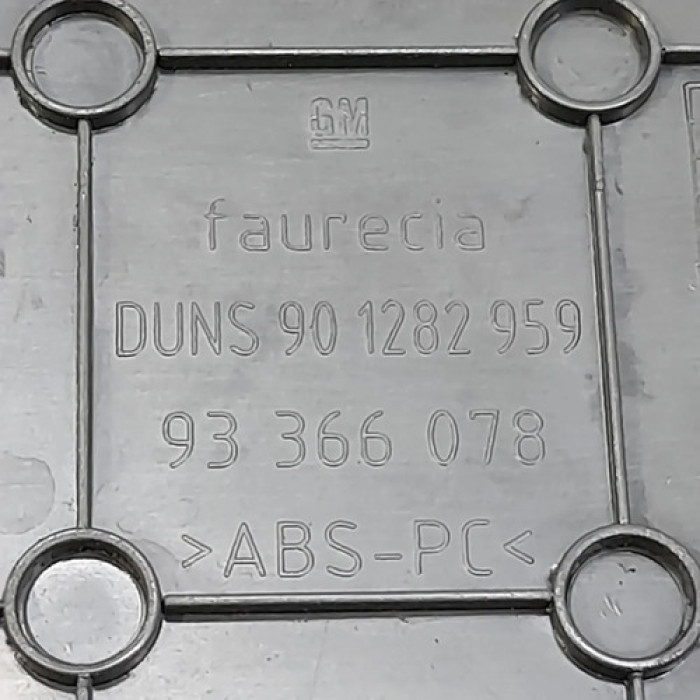 GM
faurecia
DUNS 90 1282 959
93 366 078
>ABS-PC<